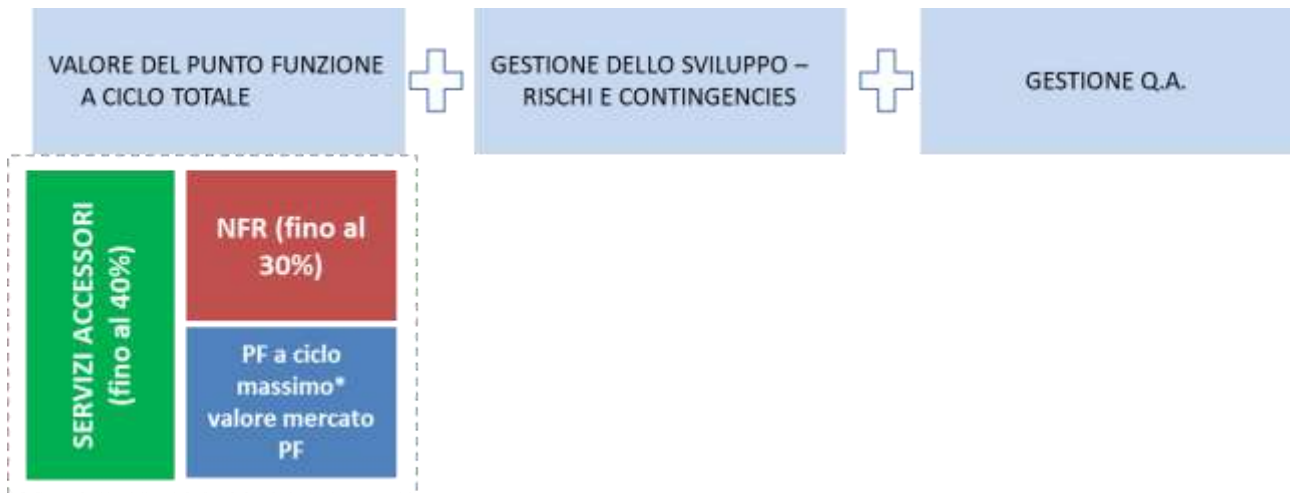 VALORE DEL PUNTO FUNZIONE
A CICLO TOTALE
GESTIONE DELLO SVILUPPO –
RISCHI E CONTINGENCIES
GESTIONE Q.A.
SERVIZI ACCESSORI
(fino al 40%)
NFR (fino al
30%)
PF a ciclo
massimo*
valore mercato
PF